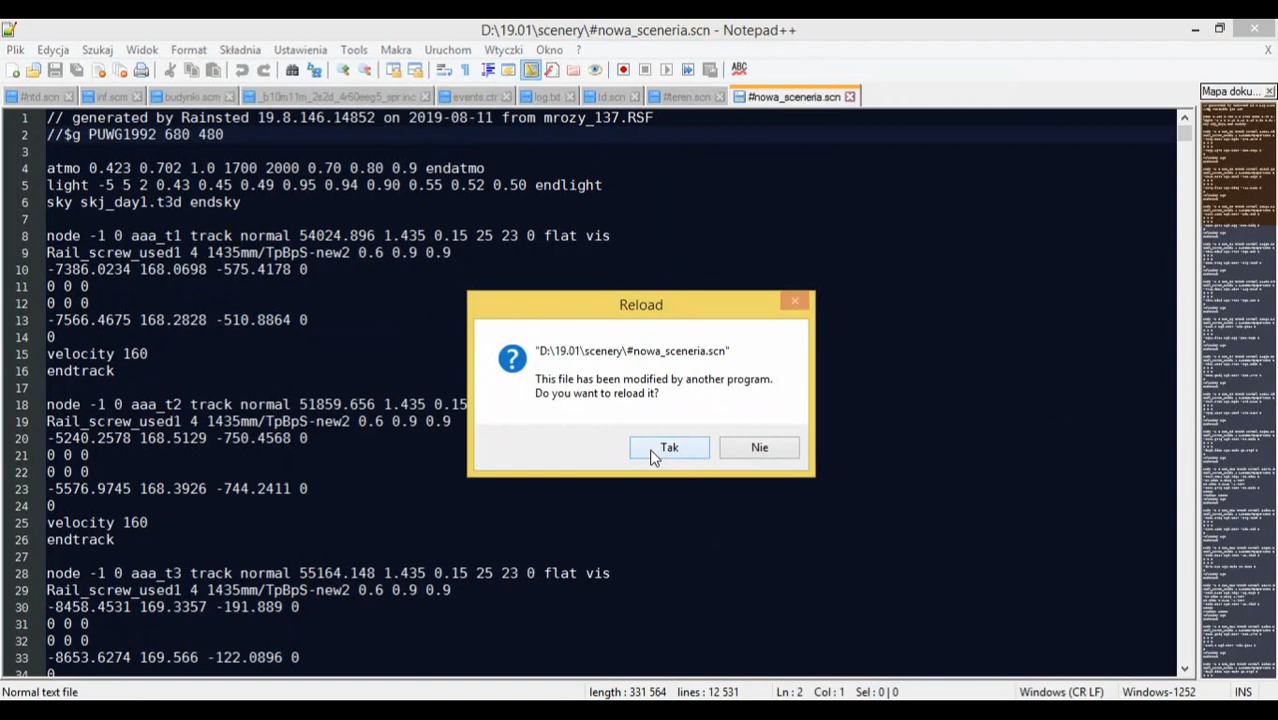 D:\19.01\scenery\#nowa_sceneria.scn - Notepad++
Plik Edycja Szukaj Widok Format Składnia Ustawienia Tools Makra Uruchom Wtyczki Okno ? X
#ntd.scn inf.scm budynki.scm events.ctr log.txt td.scn #teren.scn #nowa_sceneria.scn
Mapa doku...
1 // generated by Rainsted 19.8.146.14852 on 2019-08-11 from mrozy_137.RSF
2 //$g PUWG1992 680 480
3
4 atmo 0.423 0.702 1.0 1700 2000 0.70 0.80 0.9 endatmo
5 light -5 5 2 0.43 0.45 0.49 0.95 0.94 0.90 0.55 0.52 0.50 endlight
6 sky skj_day1.t3d endsky
7
8 node -1 0 aaa_t1 track normal 54024.896 1.435 0.15 25 23 0 flat vis
9 Rail_screw_used1 4 1435mm/TpBpS-new2 0.6 0.9 0.9
10 -7386.0234 168.0698 -575.4178 0
11 0 0 0
12 0 0 0
13 -7566.4675 168.2828 -510.8864 0
14 0
15 velocity 160
16 endtrack
17
18 node -1 0 aaa_t2 track normal 51859.656 1.435 0.15
19 Rail_screw_used1 4 1435mm/TpBpS-new2 0.6 0.9 0.9
20 -5240.2578 168.5129 -750.4568 0
21 0 0 0
22 0 0 0
23 -5576.9745 168.3926 -744.2411 0
24 0
25 velocity 160
26 endtrack
27
28 node -1 0 aaa_t3 track normal 55164.148 1.435 0.15 25 23 0 flat vis
29 Rail_screw_used1 4 1435mm/TpBpS-new2 0.6 0.9 0.9
30 -8458.4531 169.3357 -191.889 0
31 0 0 0
32 0 0 0
33 -8653.6274 169.566 -122.0896 0
34 0
Reload
"D:\19.01\scenery\#nowa_sceneria.scn"
This file has been modified by another program.
Do you want to reload it?
Tak Nie
Normal text file length : 331 564 lines : 12 531 Ln : 2 Col : 1 Sel : 0 | 0 Windows (CR LF) Windows-1252 INS